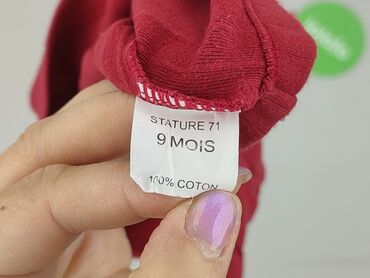 STATURE 71
9 MOIS
100% COTON